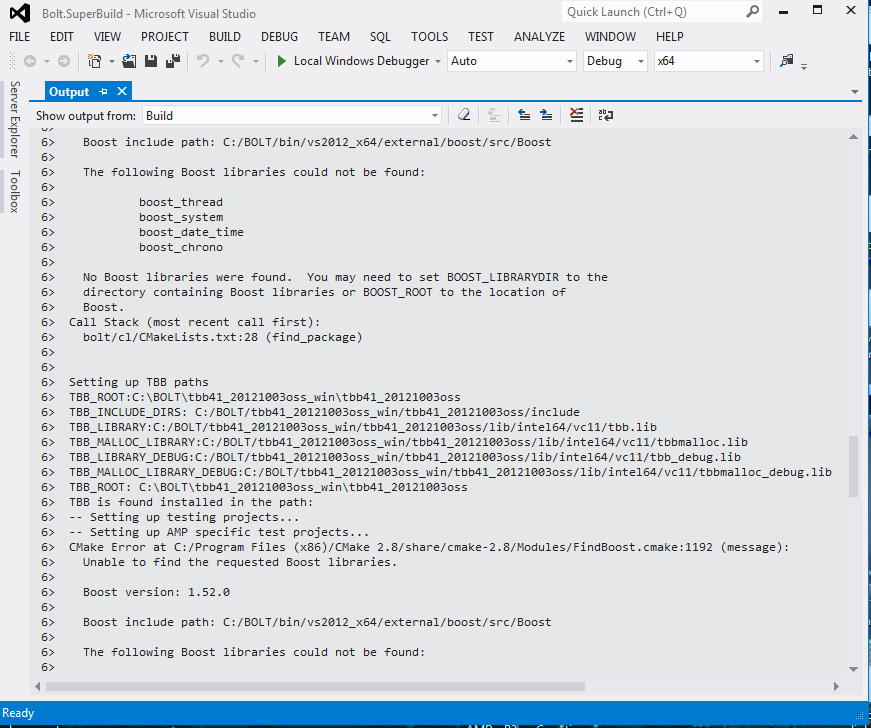 Bolt.SuperBuild - Microsoft Visual Studio
Quick Launch (Ctrl+Q)
FILE EDIT VIEW PROJECT BUILD DEBUG TEAM SQL TOOLS TEST ANALYZE WINDOW HELP
Local Windows Debugger Auto Debug x64
Server Explorer
Toolbox
Output
Show output from: Build
6>
6> Boost include path: C:/BOLT/bin/vs2012_x64/external/boost/src/Boost
6>
6> The following Boost libraries could not be found:
6>
6> boost_thread
6> boost_system
6> boost_date_time
6> boost_chrono
6>
6> No Boost libraries were found.  You may need to set BOOST_LIBRARYDIR to the
6> directory containing Boost libraries or BOOST_ROOT to the location of
6> Boost.
6> Call Stack (most recent call first):
6> bolt/cl/CMakeLists.txt:28 (find_package)
6>
6>
6> Setting up TBB paths
6> TBB_ROOT:C:\BOLT\tbb41_20121003oss_win\tbb41_20121003oss
6> TBB_INCLUDE_DIRS: C:/BOLT/tbb41_20121003oss_win/tbb41_20121003oss/include
6> TBB_LIBRARY:C:/BOLT/tbb41_20121003oss_win/tbb41_20121003oss/lib/intel64/vc11/tbb.lib
6> TBB_MALLOC_LIBRARY:C:/BOLT/tbb41_20121003oss_win/tbb41_20121003oss/lib/intel64/vc11/tbbmalloc.lib
6> TBB_LIBRARY_DEBUG:C:/BOLT/tbb41_20121003oss_win/tbb41_20121003oss/lib/intel64/vc11/tbb_debug.lib
6> TBB_MALLOC_LIBRARY_DEBUG:C:/BOLT/tbb41_20121003oss_win/tbb41_20121003oss/lib/intel64/vc11/tbbmalloc_debug.lib
6> TBB_ROOT: C:\BOLT\tbb41_20121003oss_win\tbb41_20121003oss
6> TBB is found installed in the path:
6> -- Setting up testing projects...
6> -- Setting up AMP specific test projects...
6> CMake Error at C:/Program Files (x86)/CMake 2.8/share/cmake-2.8/Modules/FindBoost.cmake:1192 (message):
6> Unable to find the requested Boost libraries.
6>
6> Boost version: 1.52.0
6>
6> Boost include path: C:/BOLT/bin/vs2012_x64/external/boost/src/Boost
6>
6> The following Boost libraries could not be found:
6>
Ready